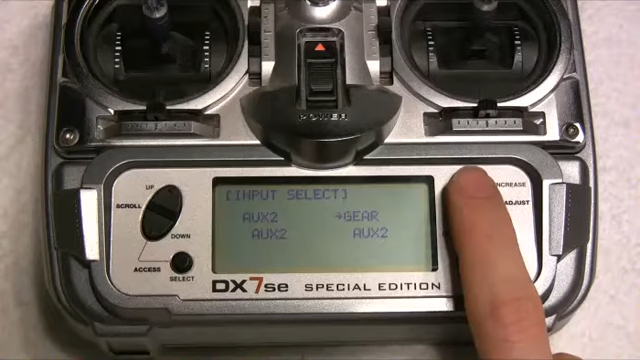 POWER
UP
SCROLL
DOWN
ACCESS
SELECT
[INPUT SELECT]
AUX2 →GEAR
AUX2 AUX2
INCREASE
ADJUST
DX7se SPECIAL EDITION